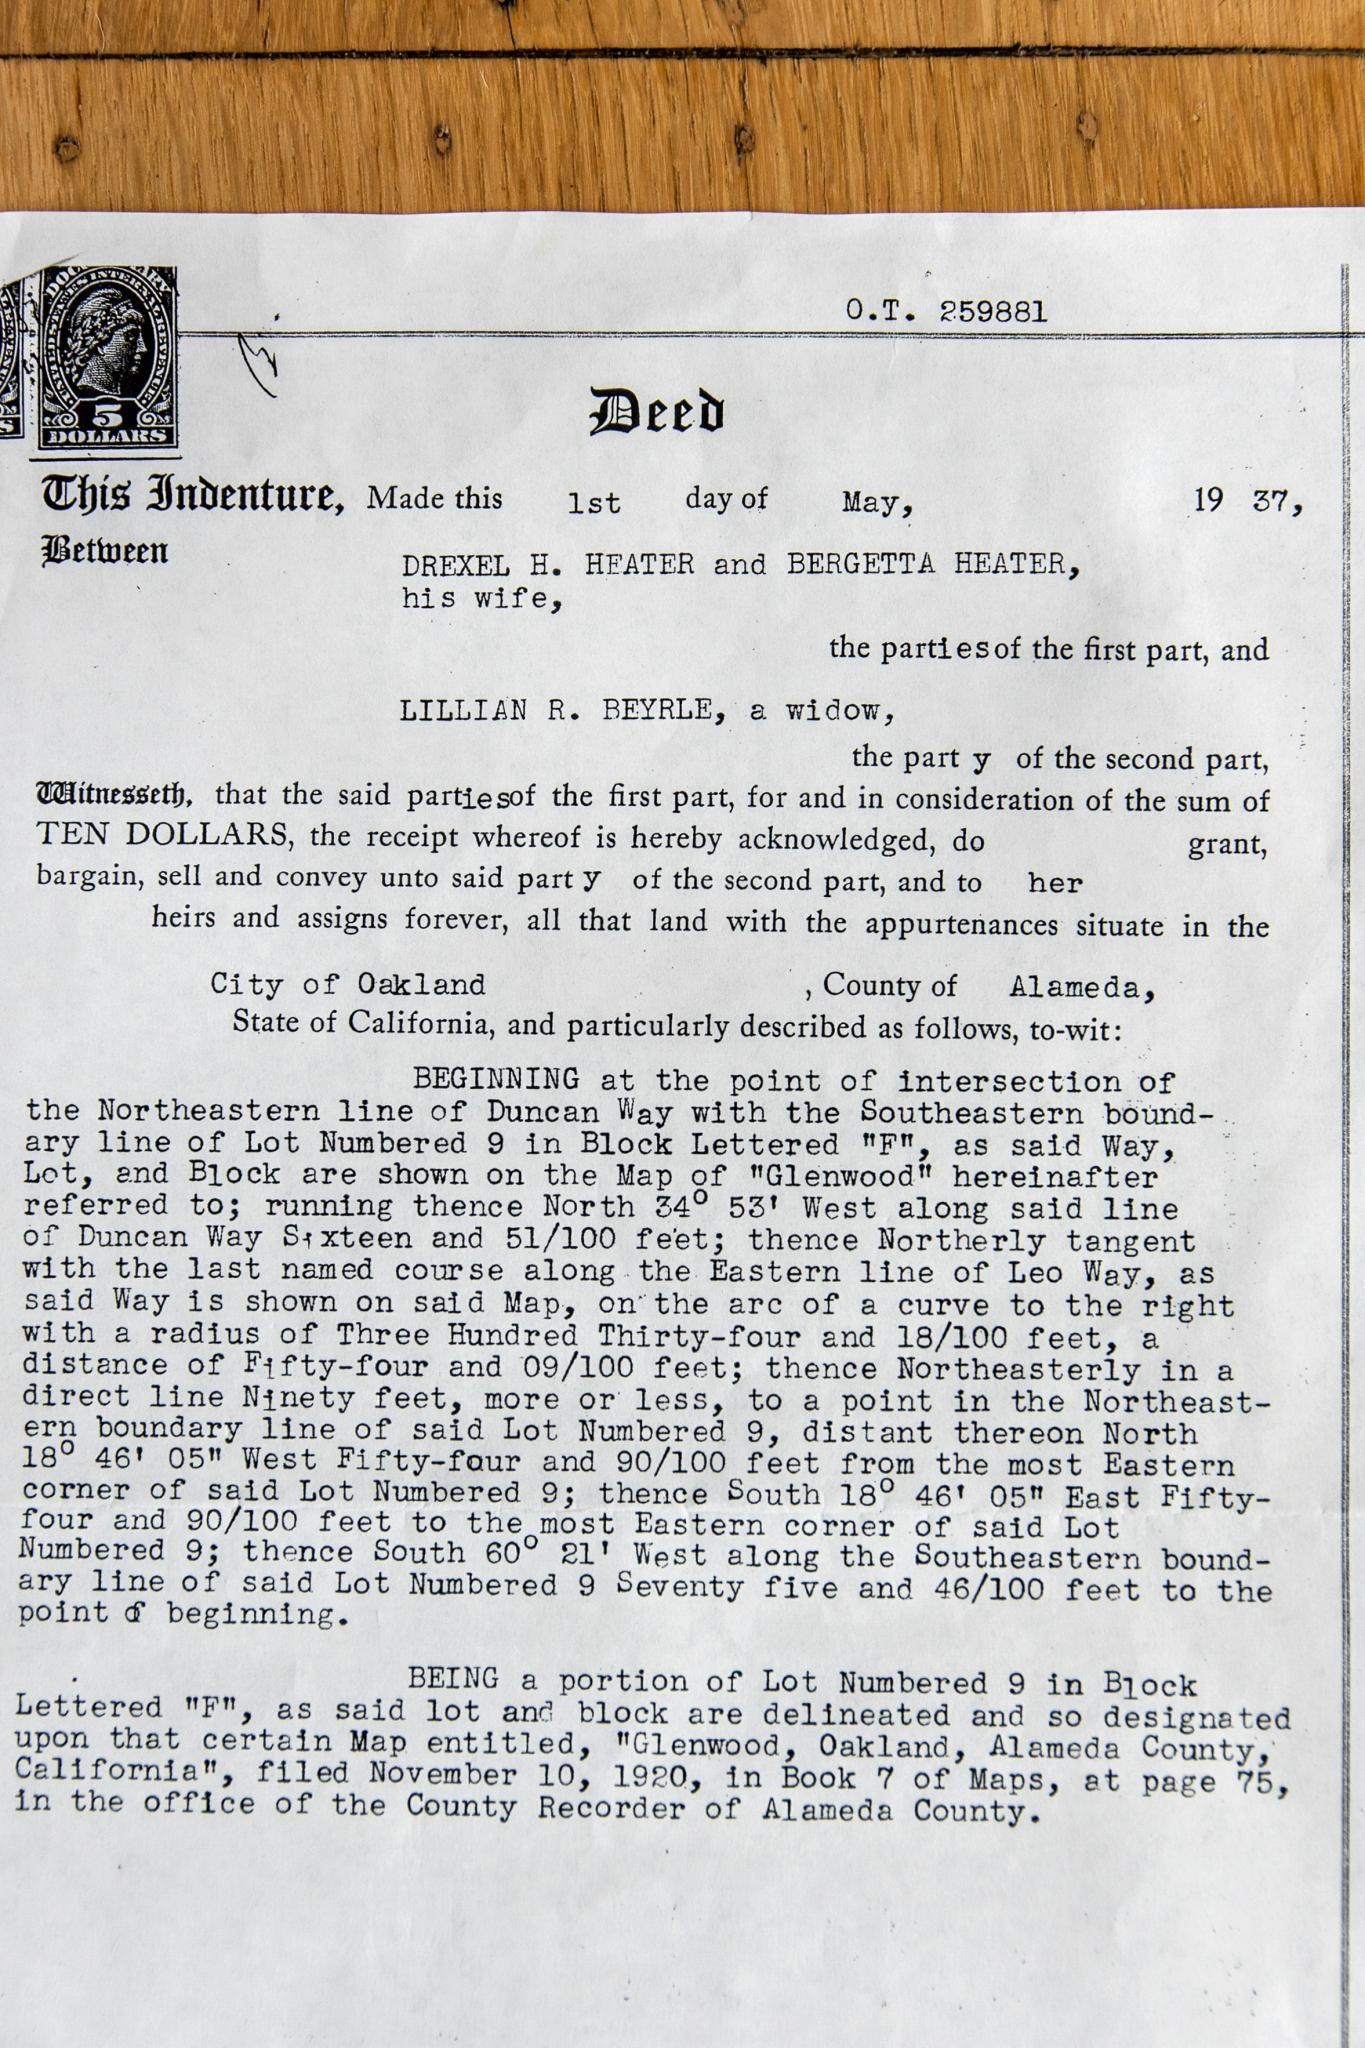 O.T. 259881
5
DOLLARS
Deed
This Indenture, Made this 1st day of May, 19 37,
Between
DREXEL H. HEATER and BERGETTA HEATER,
his wife,
the parties of the first part, and
LILLIAN R. BEYRLE, a widow,
the part y of the second part,
Witnesseth, that the said parties of the first part, for and in consideration of the sum of
TEN DOLLARS, the receipt whereof is hereby acknowledged, do grant,
bargain, sell and convey unto said part y of the second part, and to her
heirs and assigns forever, all that land with the appurtenances situate in the
City of Oakland , County of Alameda,
State of California, and particularly described as follows, to-wit:
BEGINNING at the point of intersection of
the Northeastern line of Duncan Way with the Southeastern bound-
ary line of Lot Numbered 9 in Block Lettered "F", as said Way,
Lot, and Block are shown on the Map of "Glenwood" hereinafter
referred to; running thence North 34° 53' West along said line
of Duncan Way Sixteen and 51/100 feet; thence Northerly tangent
with the last named course along the Eastern line of Leo Way, as
said Way is shown on said Map, on the arc of a curve to the right
with a radius of Three Hundred Thirty-four and 18/100 feet, a
distance of Fifty-four and 09/100 feet; thence Northeasterly in a
direct line Ninety feet, more or less, to a point in the Northeast-
ern boundary line of said Lot Numbered 9, distant thereon North
18° 46' 05" West Fifty-four and 90/100 feet from the most Eastern
corner of said Lot Numbered 9; thence South 18° 46' 05" East Fifty-
four and 90/100 feet to the most Eastern corner of said Lot
Numbered 9; thence South 60° 21' West along the Southeastern bound-
ary line of said Lot Numbered 9 Seventy five and 46/100 feet to the
point of beginning.
BEING a portion of Lot Numbered 9 in Block
Lettered "F", as said lot and block are delineated and so designated
upon that certain Map entitled, "Glenwood, Oakland, Alameda County,
California", filed November 10, 1920, in Book 7 of Maps, at page 75,
in the office of the County Recorder of Alameda County.